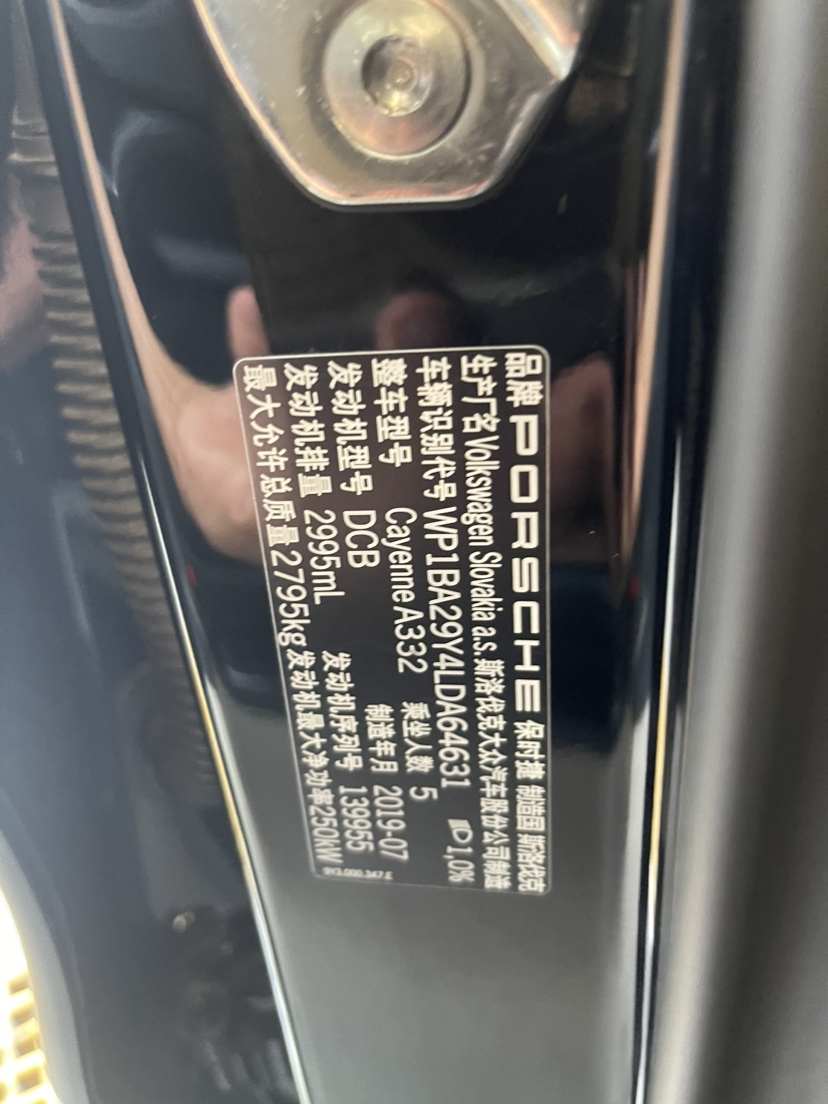 品牌 PORSCHE 保时捷 制造国 斯洛伐克
生产厂名 Volkswagen Slovakia a.s. 斯洛伐克大众汽车股份公司制造
车辆识别代号 WP1BA29Y4LDA64631 1,0%
整车型号 Cayenne A332 乘坐人数 5
发动机型号 DCB 制造年月 2019-07
发动机排量 2995mL 发动机序列号 139955
最大允许总质量 2795kg 发动机最大净功率 250kW
9Y3.000.347.E